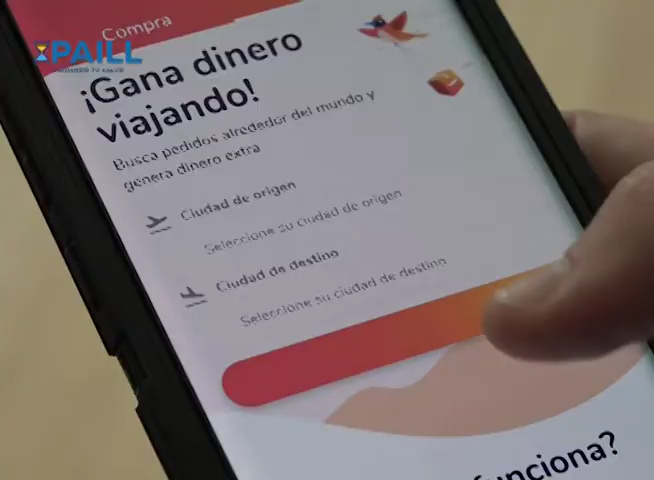 Compra
PAILL
¡Gana dinero
viajando!
Busca pedidos alrededor del mundo y
genera dinero extra
Ciudad de origen
Seleccione su ciudad de origen
Ciudad de destino
Seleccione su ciudad de destino
funciona?